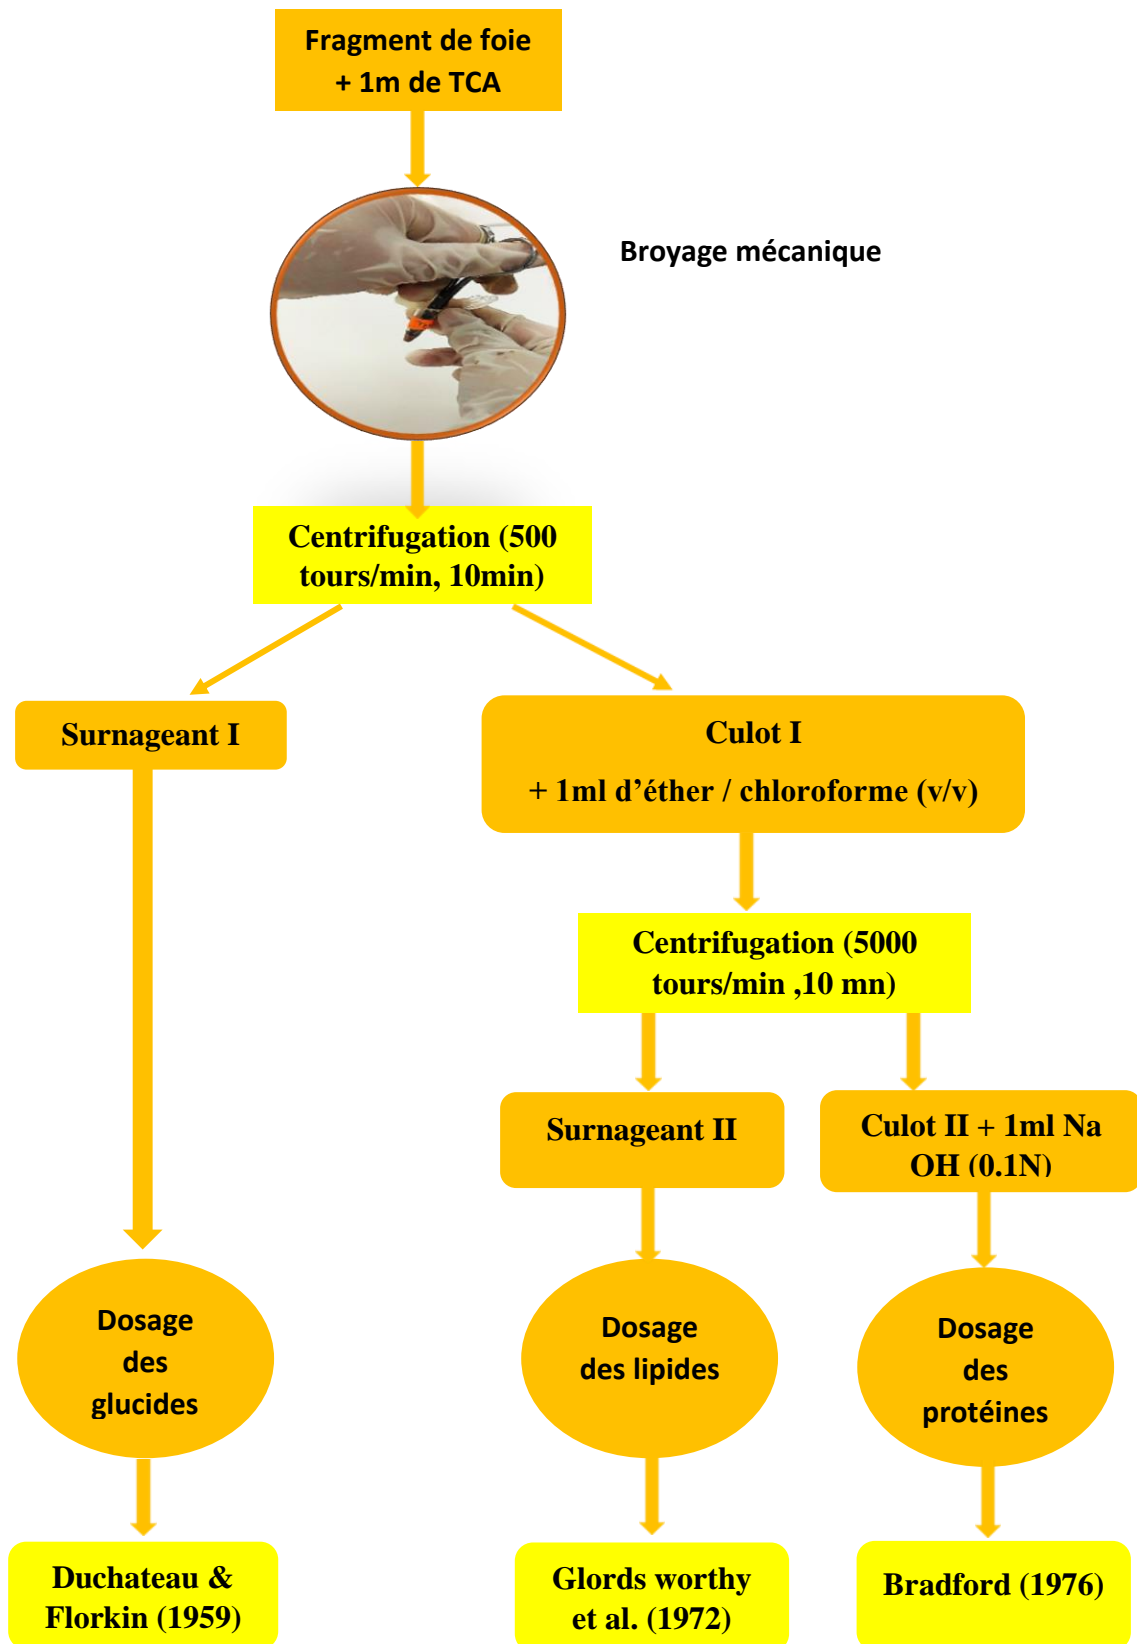 Fragment de foie
+ 1m de TCA
Broyage mécanique
Centrifugation (500
tours/min, 10min)
Surnageant I
Culot I
+ 1ml d’éther / chloroforme (v/v)
Centrifugation (5000
tours/min ,10 mn)
Surnageant II
Culot II + 1ml Na
OH (0.1N)
Dosage
des
glucides
Dosage
des lipides
Dosage
des
protéines
Duchateau &
Florkin (1959)
Glords worthy
et al. (1972)
Bradford (1976)